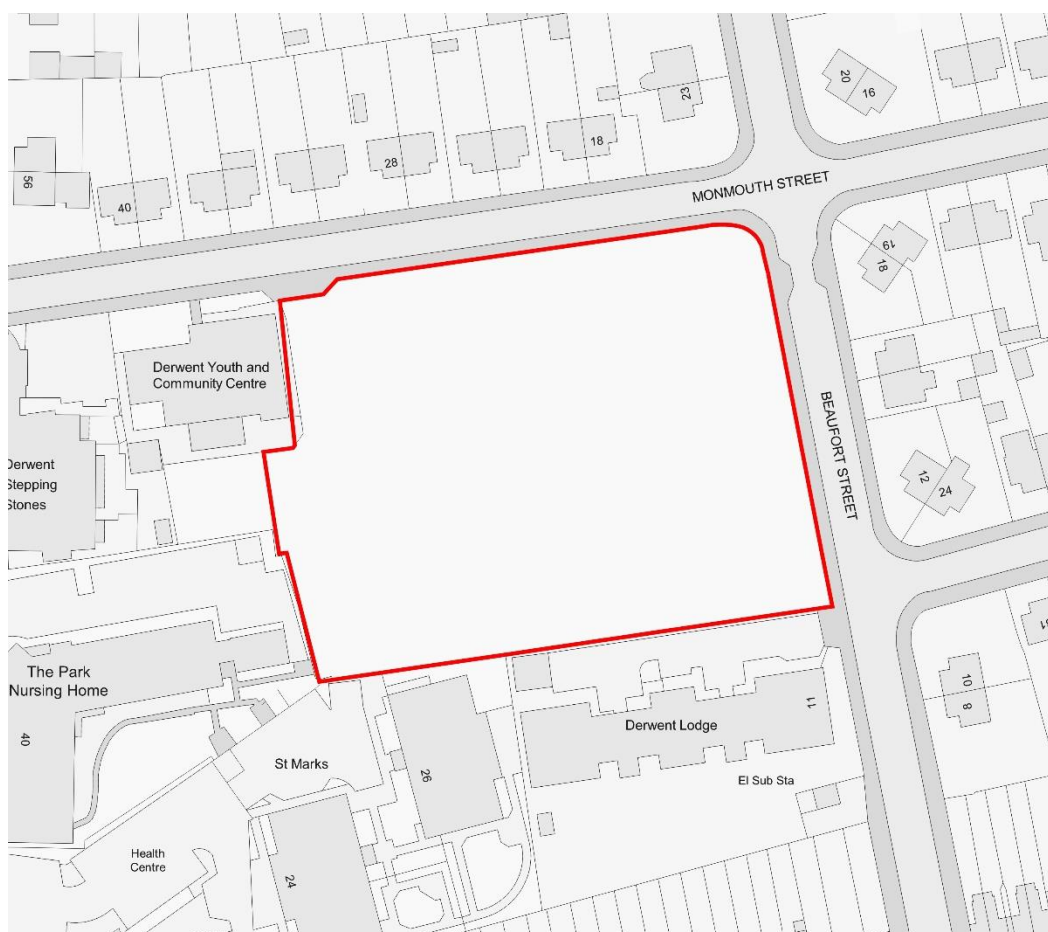 20
16
23
18
28
56
40
MONMOUTH STREET
19
18
Derwent Youth and
Community Centre
BEAUFORT STREET
Derwent
Stepping
Stones
12
24
The Park
Nursing Home
40
10
8
11
Derwent Lodge
St Marks
26
El Sub Sta
Health
Centre
24